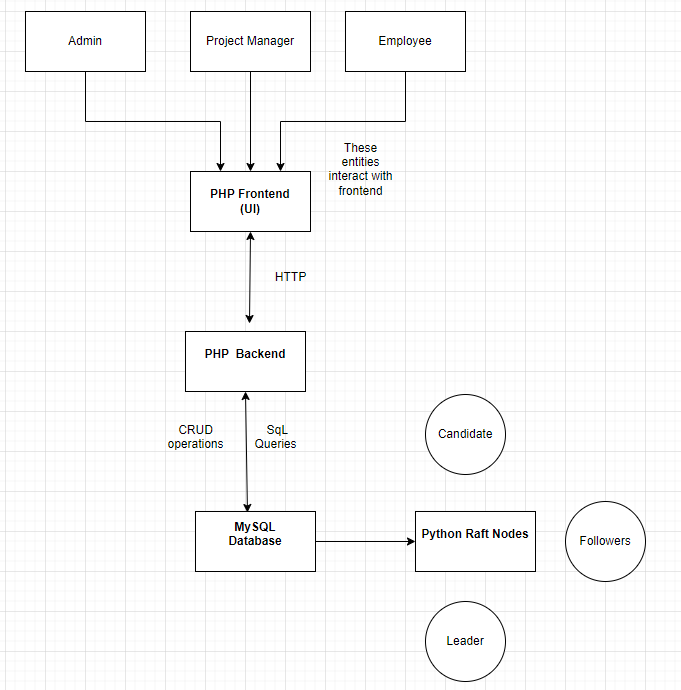 Admin
Project Manager
Employee
These
entities
interact with
frontend
PHP Frontend
(UI)
HTTP
PHP Backend
CRUD
operations
SqL
Queries
Candidate
MySQL
Database
Python Raft Nodes
Followers
Leader